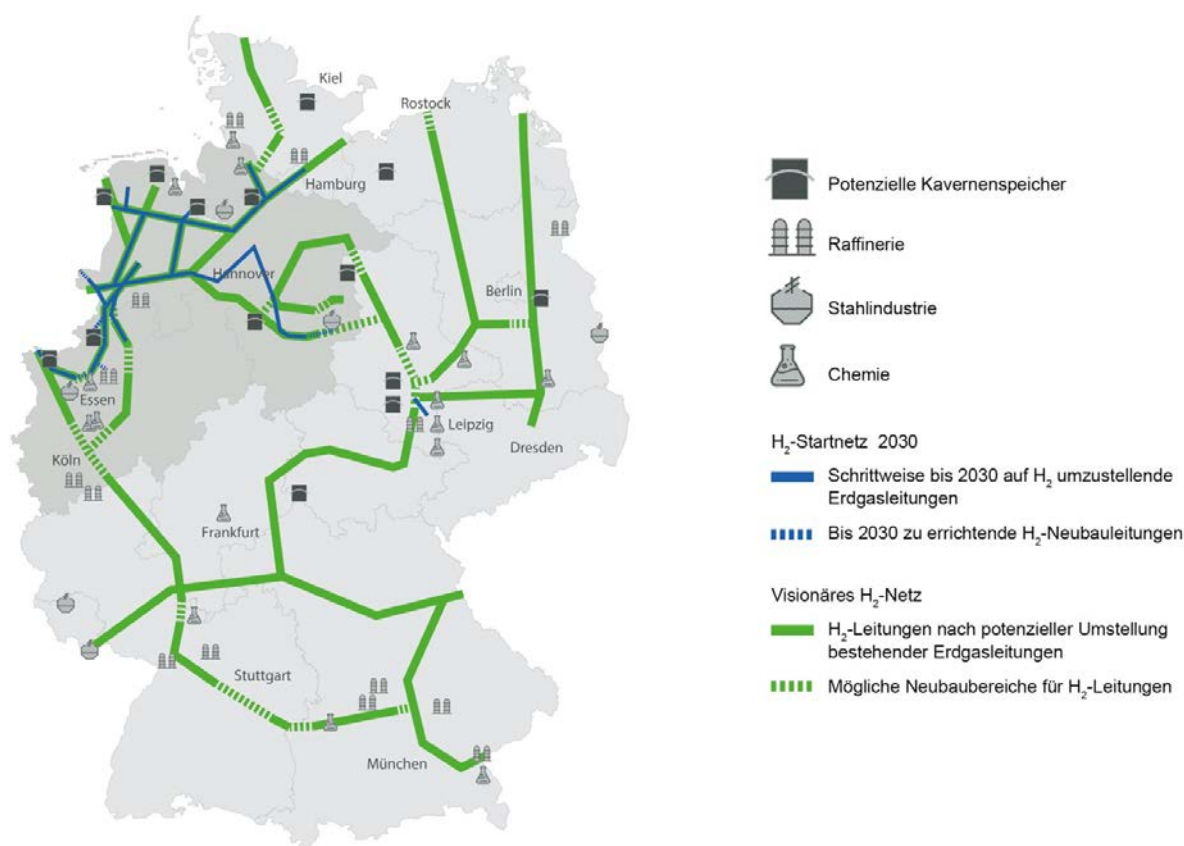 Kiel
Rostock
Hamburg
Hannover
Berlin
Essen
Leipzig
Dresden
Köln
Frankfurt
Stuttgart
München
Potenzielle Kavernenspeicher
Raffinerie
Stahlindustrie
Chemie
H₂-Startnetz 2030
Schrittweise bis 2030 auf H₂ umzustellende
Erdgasleitungen
Bis 2030 zu errichtende H₂-Neubauleitungen
Visionäres H₂-Netz
H₂-Leitungen nach potenzieller Umstellung
bestehender Erdgasleitungen
Mögliche Neubaubereiche für H₂-Leitungen